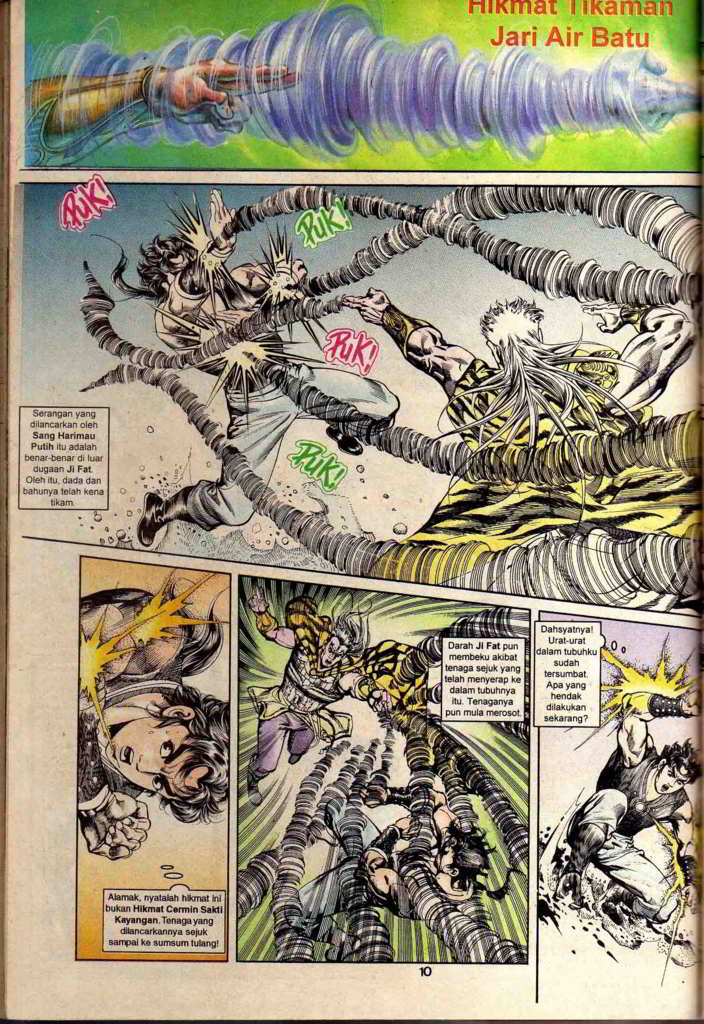 Hikmat Tikaman
Jari Air Batu
PUK!
PUK!
PUK!
PUK!
Serangan yang
dilancarkan oleh
Sang Harimau
Putih itu adalah
benar-benar di luar
dugaan Ji Fat.
Oleh itu, dada dan
bahunya telah kena
tikam.
Alamak, nyatalah hikmat ini
bukan Hikmat Cermin Sakti
Kayangan. Tenaga yang
dilancarkannya sejuk
sampai ke sumsum tulang!
Darah Ji Fat pun
membeku akibat
tenaga sejuk yang
telah menyerap ke
dalam tubuhnya
itu. Tenaganya
pun mula merosot.
Dahsyatnya!
Urat-urat
dalam tubuhku
sudah
tersumbat.
Apa yang
hendak
dilakukan
sekarang?
10